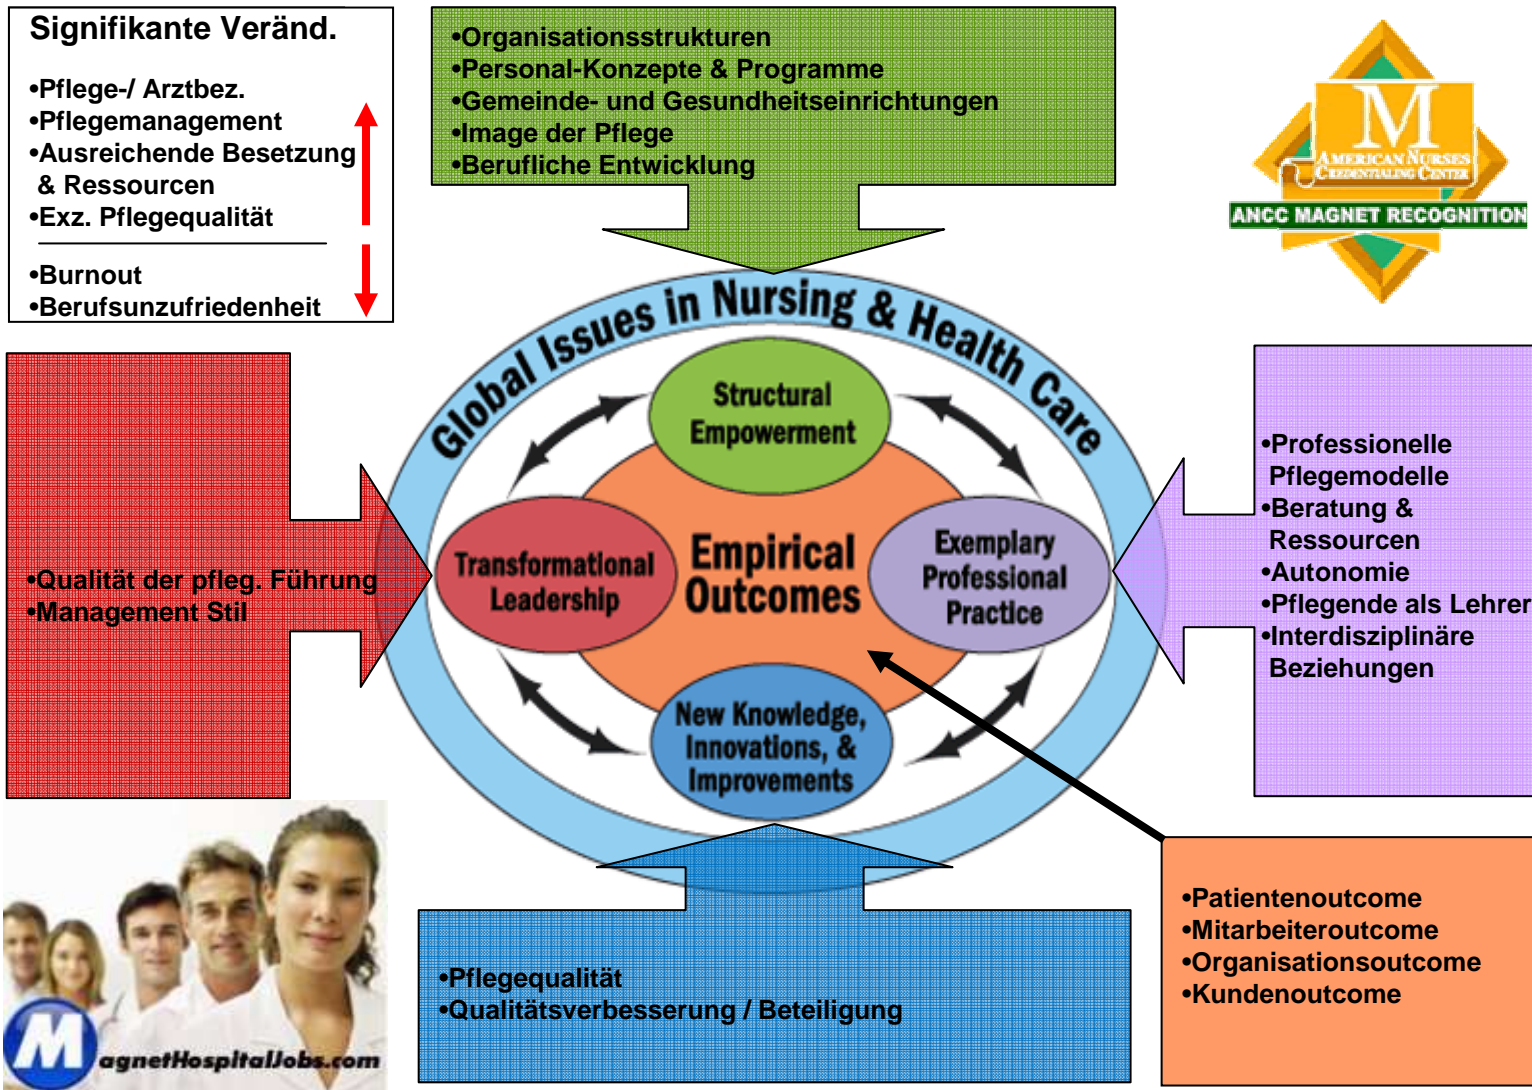 Signifikante Veränd.
•Pflege-/ Arztbez.
•Pflegemanagement
•Ausreichende Besetzung
& Ressourcen
•Exz. Pflegequalität
•Burnout
•Berufsunzufriedenheit
•Organisationsstrukturen
•Personal-Konzepte & Programme
•Gemeinde- und Gesundheitseinrichtungen
•Image der Pflege
•Berufliche Entwicklung
M
AMERICAN NURSES
CREDENTIALING CENTER
ANCC MAGNET RECOGNITION
Global Issues in Nursing & Health Care
Structural
Empowerment
Transformational
Leadership
Empirical
Outcomes
Exemplary
Professional
Practice
New Knowledge,
Innovations, &
Improvements
•Qualität der pfleg. Führung
•Management Stil
•Professionelle
Pflegemodelle
•Beratung &
Ressourcen
•Autonomie
•Pflegende als Lehrer
•Interdisziplinäre
Beziehungen
•Pflegequalität
•Qualitätsverbesserung / Beteiligung
•Patientenoutcome
•Mitarbeiteroutcome
•Organisationsoutcome
•Kundenoutcome
MagnetHospitalJobs.com